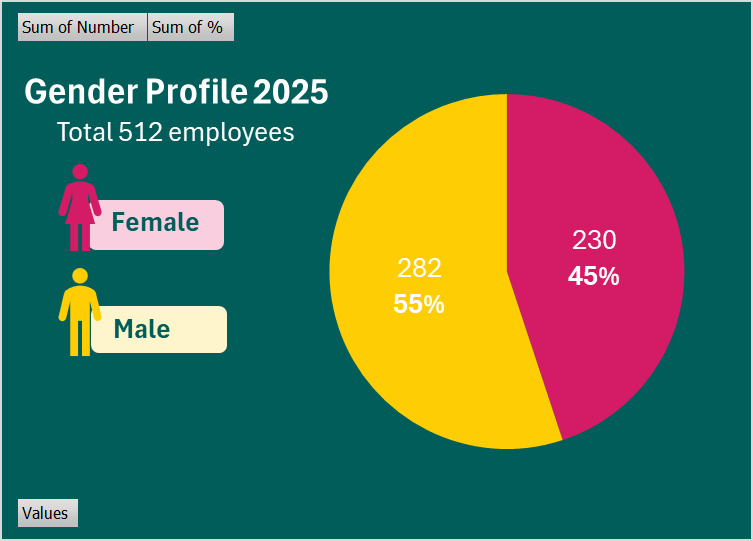 Sum of Number
Sum of %
Gender Profile 2025
Total 512 employees
Female
Male
282
55%
230
45%
Values